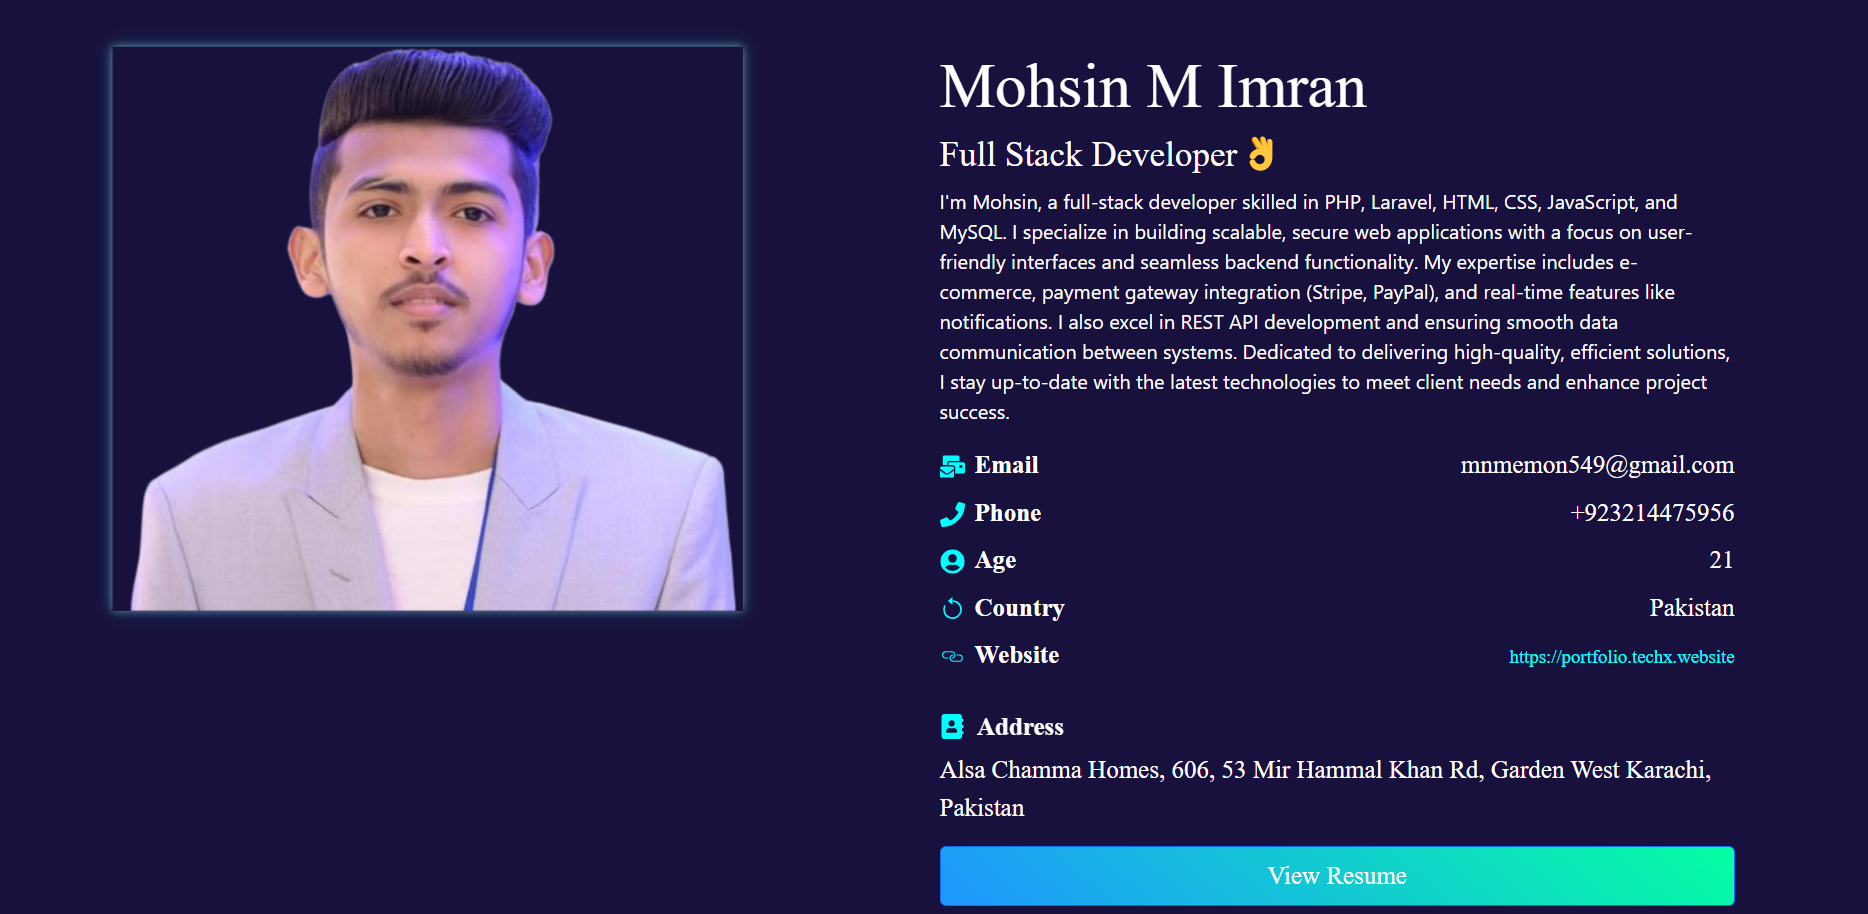 Mohsin M Imran
Full Stack Developer 👌
I'm Mohsin, a full-stack developer skilled in PHP, Laravel, HTML, CSS, JavaScript, and
MySQL. I specialize in building scalable, secure web applications with a focus on user-
friendly interfaces and seamless backend functionality. My expertise includes e-
commerce, payment gateway integration (Stripe, PayPal), and real-time features like
notifications. I also excel in REST API development and ensuring smooth data
communication between systems. Dedicated to delivering high-quality, efficient solutions,
I stay up-to-date with the latest technologies to meet client needs and enhance project
success.
Email mnmemon549@gmail.com
Phone +923214475956
Age 21
Country Pakistan
Website https://portfolio.techx.website
Address
Alsa Chamma Homes, 606, 53 Mir Hammal Khan Rd, Garden West Karachi,
Pakistan
View Resume